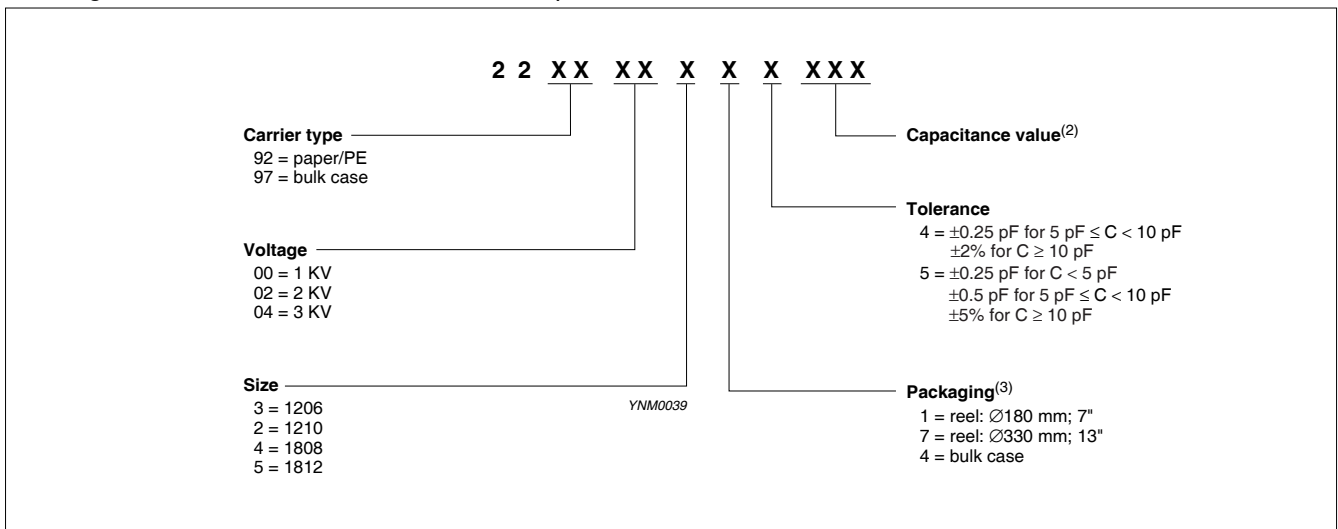 2 2 X X X X X X X X X X
Carrier type
92 = paper/PE
97 = bulk case
Voltage
00 = 1 KV
02 = 2 KV
04 = 3 KV
Size
3 = 1206
2 = 1210
4 = 1808
5 = 1812
YNM0039
Capacitance value(2)
Tolerance
4 = ±0.25 pF for 5 pF ≤ C < 10 pF
±2% for C ≥ 10 pF
5 = ±0.25 pF for C < 5 pF
±0.5 pF for 5 pF ≤ C < 10 pF
±5% for C ≥ 10 pF
Packaging(3)
1 = reel: ∅180 mm; 7"
7 = reel: ∅330 mm; 13"
4 = bulk case